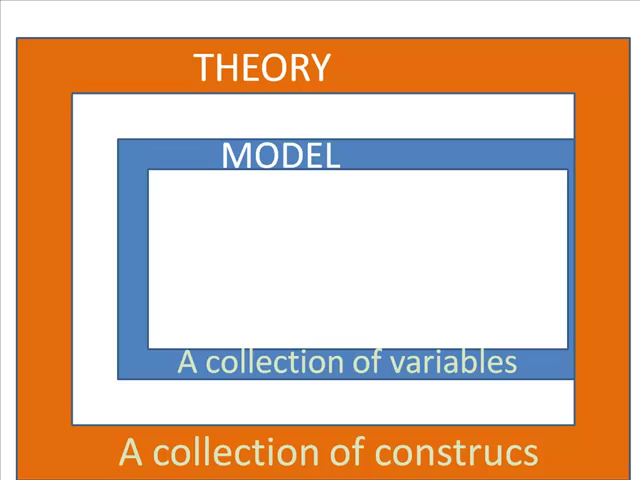 THEORY
MODEL
A collection of variables
A collection of construcs